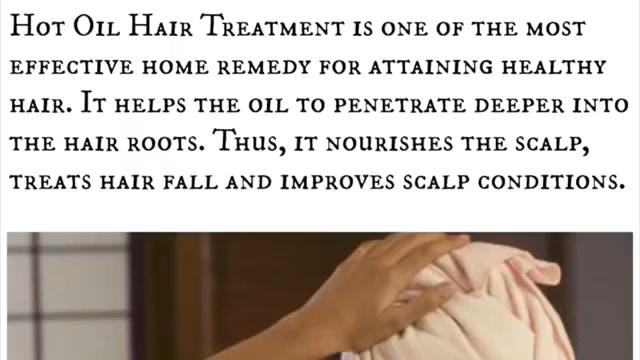 Hot Oil Hair Treatment is one of the most
effective home remedy for attaining healthy
hair. It helps the oil to penetrate deeper into
the hair roots. Thus, it nourishes the scalp,
treats hair fall and improves scalp conditions.